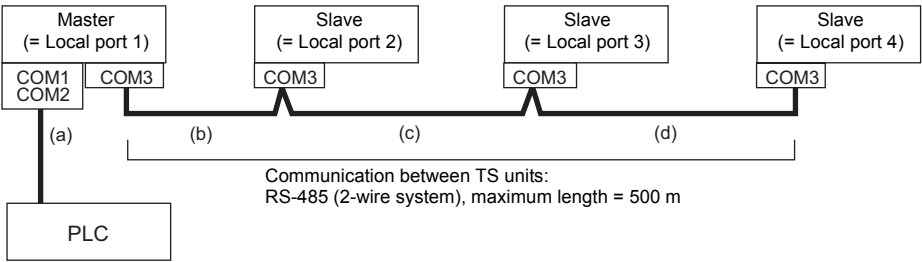 Master
(= Local port 1)
Slave
(= Local port 2)
Slave
(= Local port 3)
Slave
(= Local port 4)
COM1
COM2
COM3
COM3
COM3
COM3
(a)
(b)
(c)
(d)
Communication between TS units:
RS-485 (2-wire system), maximum length = 500 m
PLC